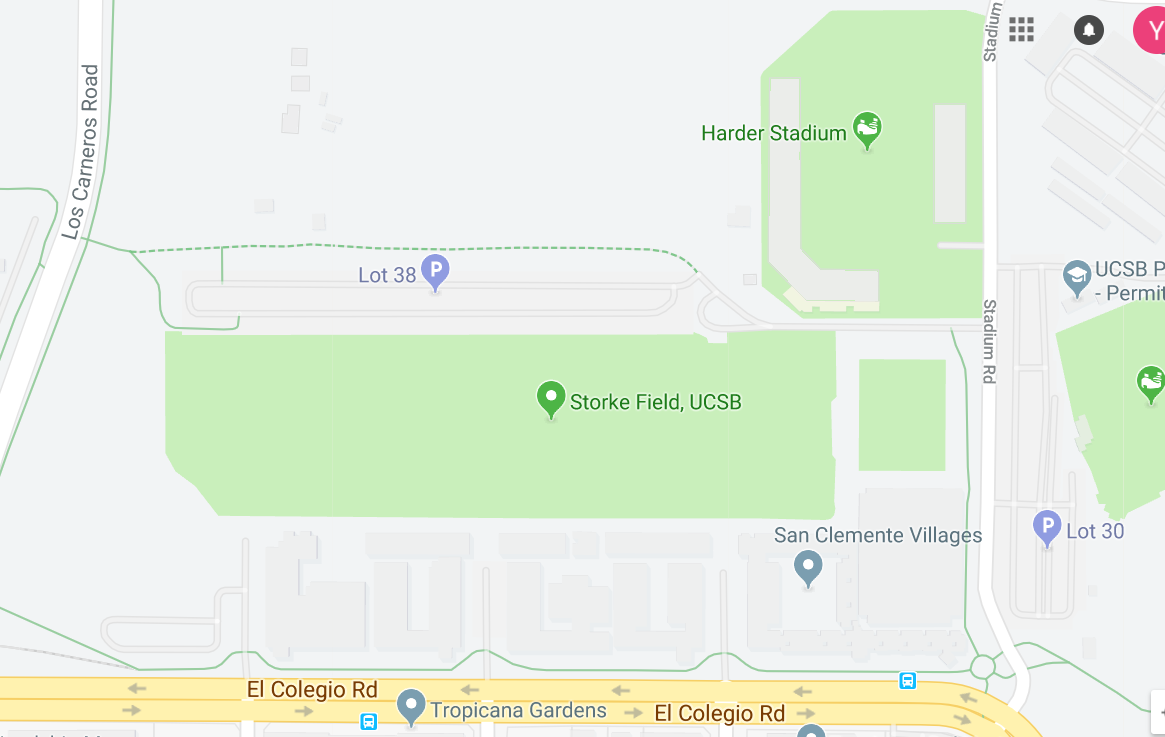 Stadium
Y
Los Carneros Road
Harder Stadium
Lot 38
P
UCSB P
- Permit
Stadium Rd
Storke Field, UCSB
San Clemente Villages
P
Lot 30
El Colegio Rd
Tropicana Gardens
El Colegio Rd